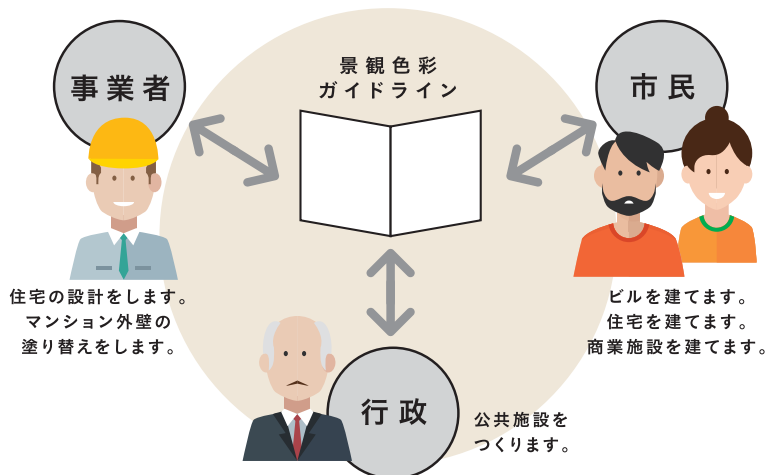 事業者
景観色彩
ガイドライン
市民
住宅の設計をします。
マンション外壁の
塗り替えをします。
ビルを建てます。
住宅を建てます。
商業施設を建てます。
行政
公共施設を
つくります。